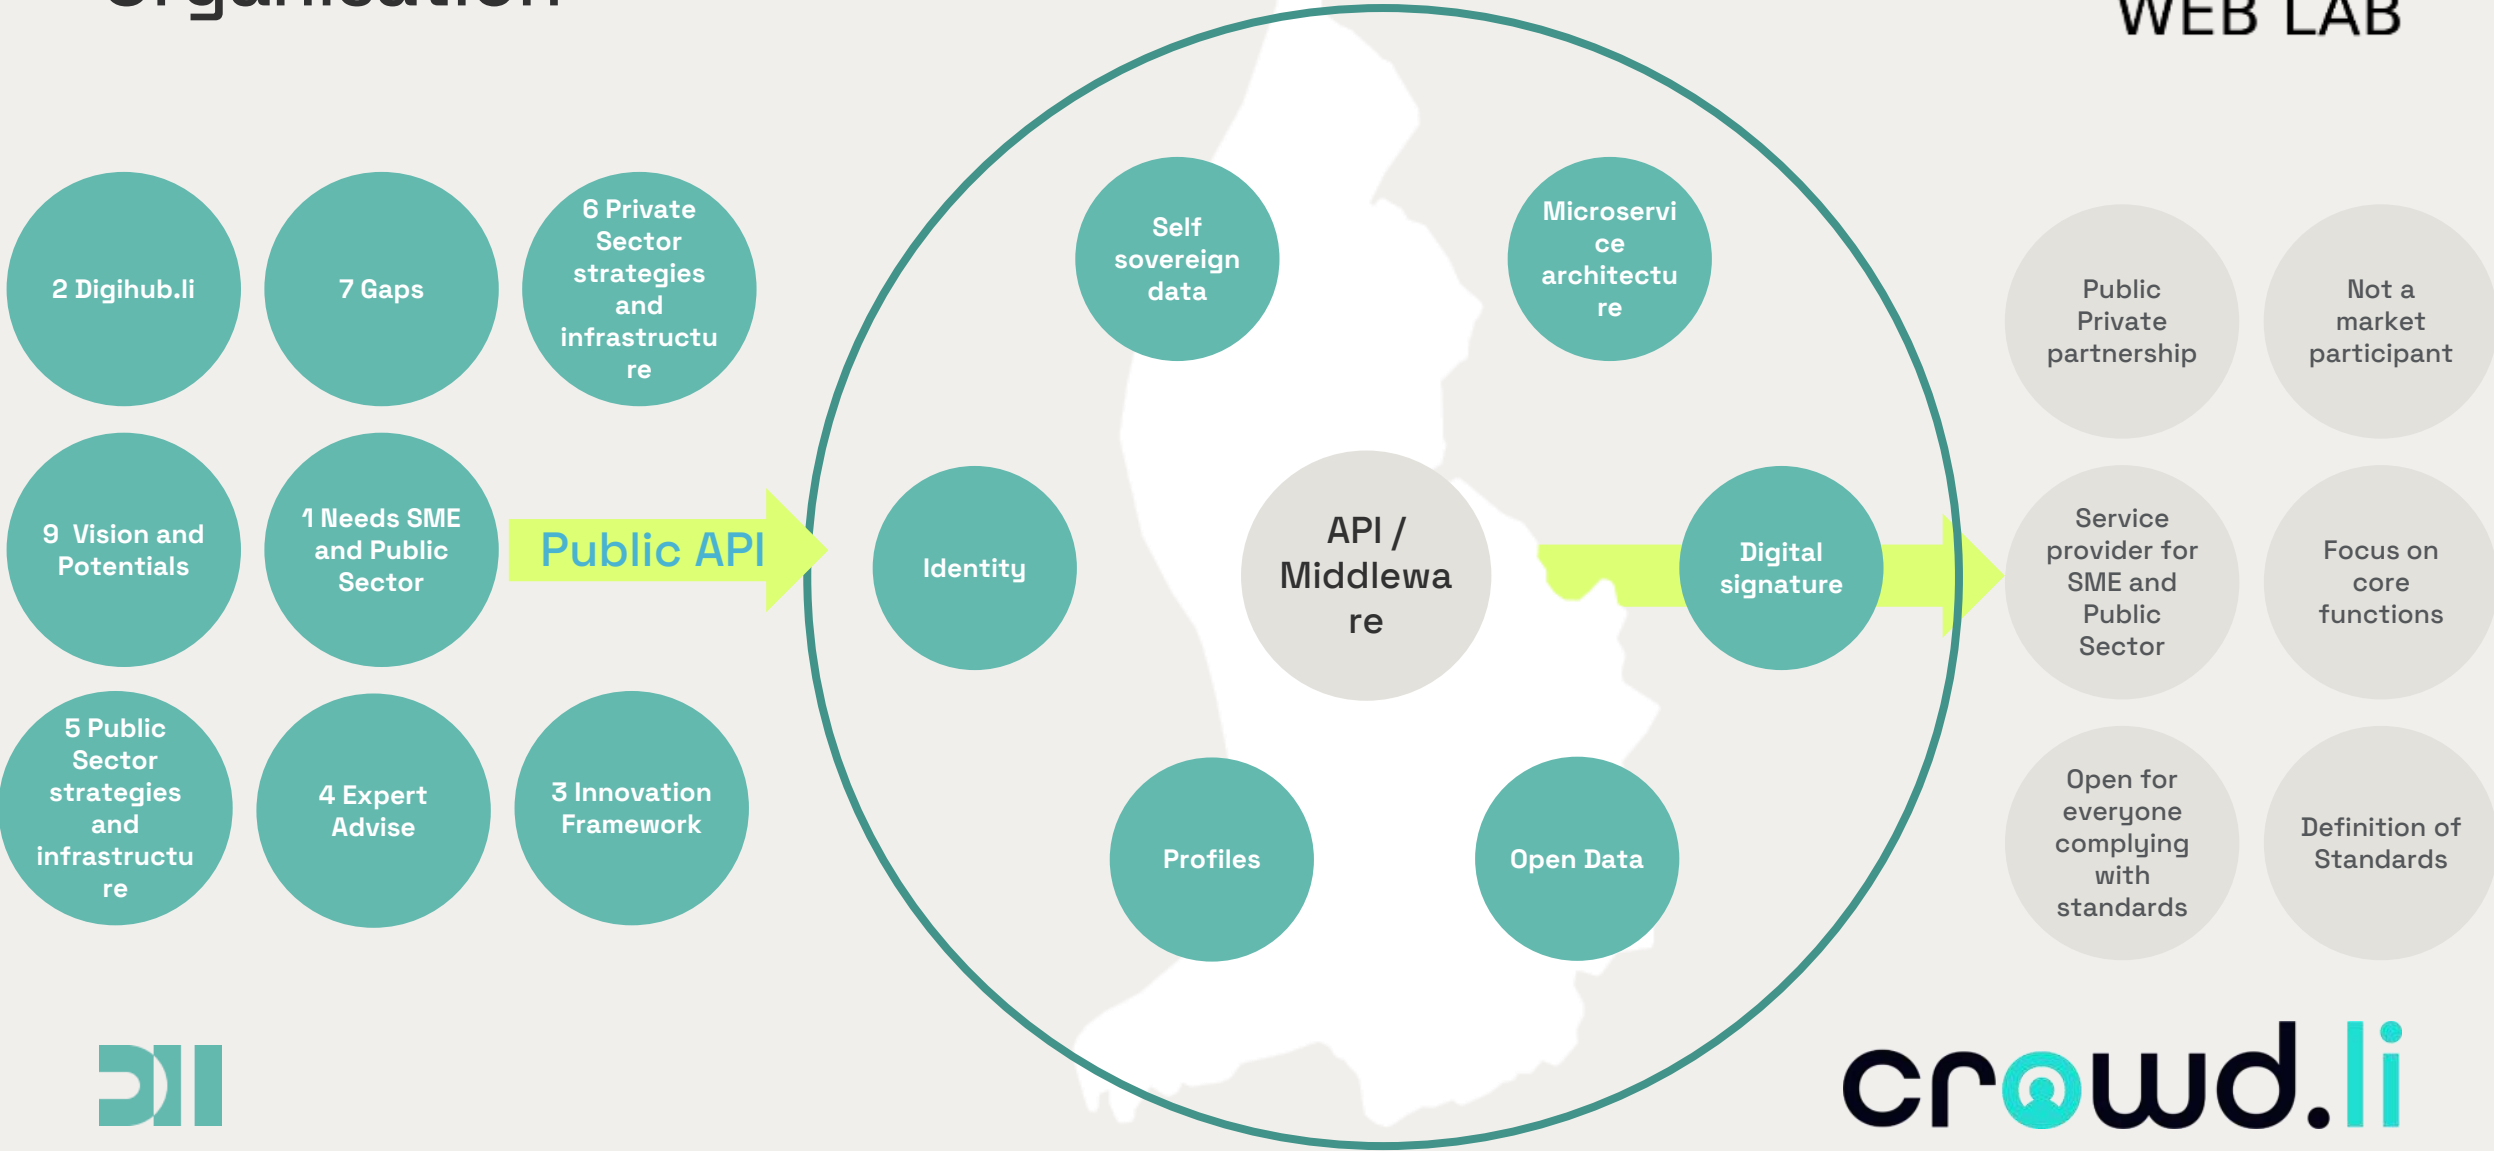 Organisation
WEB LAB
2 Digihub.li
7 Gaps
6 Private
Sector
strategies
and
infrastructu
re
9 Vision and
Potentials
1 Needs SME
and Public
Sector
5 Public
Sector
strategies
and
infrastructu
re
4 Expert
Advise
3 Innovation
Framework
Public API
Self
sovereign
data
Microservi
ce
architectu
re
Identity
API /
Middlewa
re
Digital
signature
Profiles
Open Data
Public
Private
partnership
Not a
market
participant
Service
provider for
SME and
Public
Sector
Focus on
core
functions
Open for
everyone
complying
with
standards
Definition of
Standards
crowd.li